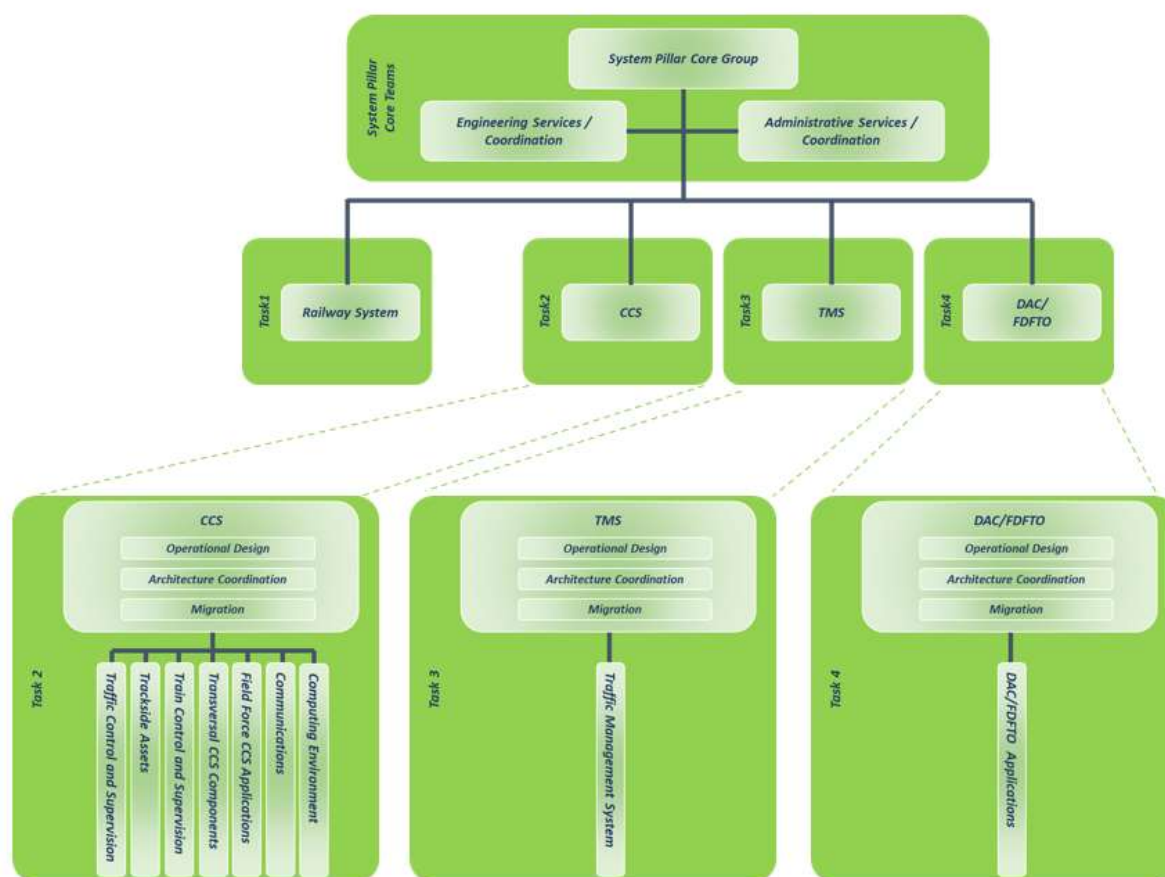 System Pillar Core Group
System Pillar
Core Teams
Engineering Services /
Coordination
Administrative Services /
Coordination
Task1
Railway System
Task2
CCS
Task3
TMS
Task4
DAC/
FDFTO
CCS
Operational Design
Architecture Coordination
Migration
Task 2
Traffic Control and Supervision
Trackside Assets
Train Control and Supervision
Transversal CCS Components
Field Force CCS Applications
Communications
Computing Environment
TMS
Operational Design
Architecture Coordination
Migration
Task 3
Traffic Management System
DAC/FDFTO
Operational Design
Architecture Coordination
Migration
Task 4
DAC/FDFTO Applications